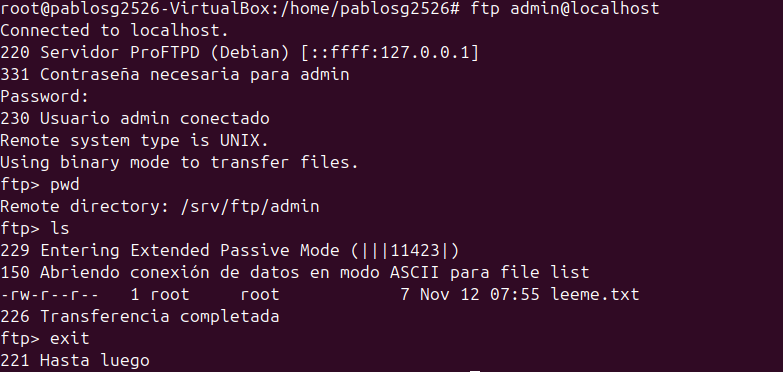 root@pablosg2526-VirtualBox:/home/pablosg2526# ftp admin@localhost
Connected to localhost.
220 Servidor ProFTPD (Debian) [::ffff:127.0.0.1]
331 Contraseña necesaria para admin
Password:
230 Usuario admin conectado
Remote system type is UNIX.
Using binary mode to transfer files.
ftp> pwd
Remote directory: /srv/ftp/admin
ftp> ls
229 Entering Extended Passive Mode (|||11423|)
150 Abriendo conexión de datos en modo ASCII para file list
-rw-r--r--   1 root     root            7 Nov 12 07:55 leeme.txt
226 Transferencia completada
ftp> exit
221 Hasta luego